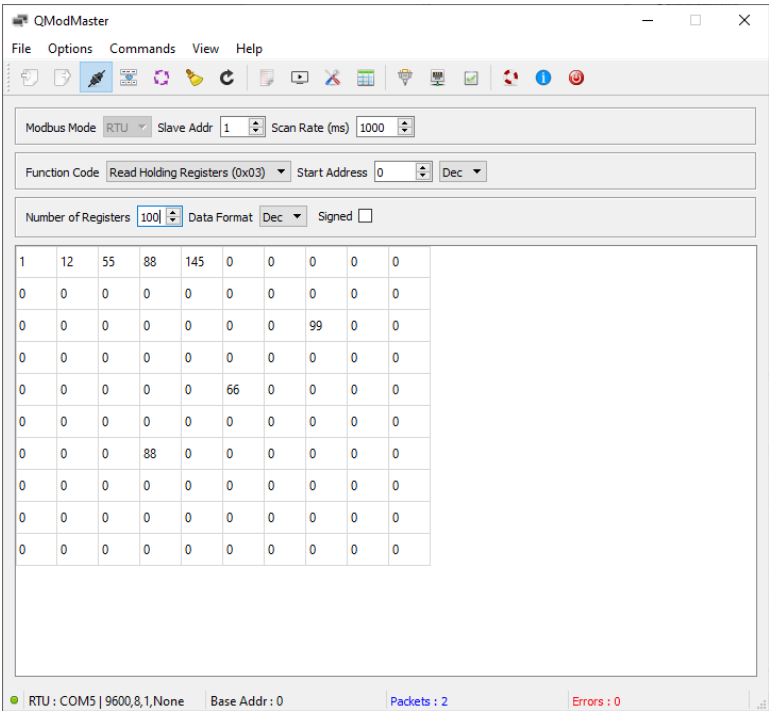 QModMaster
File Options Commands View Help
Modbus Mode RTU Slave Addr 1 Scan Rate (ms) 1000
Function Code Read Holding Registers (0x03) Start Address 0 Dec
Number of Registers 100 Data Format Dec Signed
1 12 55 88 145 0 0 0 0 0
0 0 0 0 0 0 0 0 0 0
0 0 0 0 0 0 0 99 0 0
0 0 0 0 0 0 0 0 0 0
0 0 0 0 0 66 0 0 0 0
0 0 0 0 0 0 0 0 0 0
0 0 0 88 0 0 0 0 0 0
0 0 0 0 0 0 0 0 0 0
0 0 0 0 0 0 0 0 0 0
0 0 0 0 0 0 0 0 0 0
RTU : COM5 | 9600,8,1,None Base Addr : 0 Packets : 2 Errors : 0